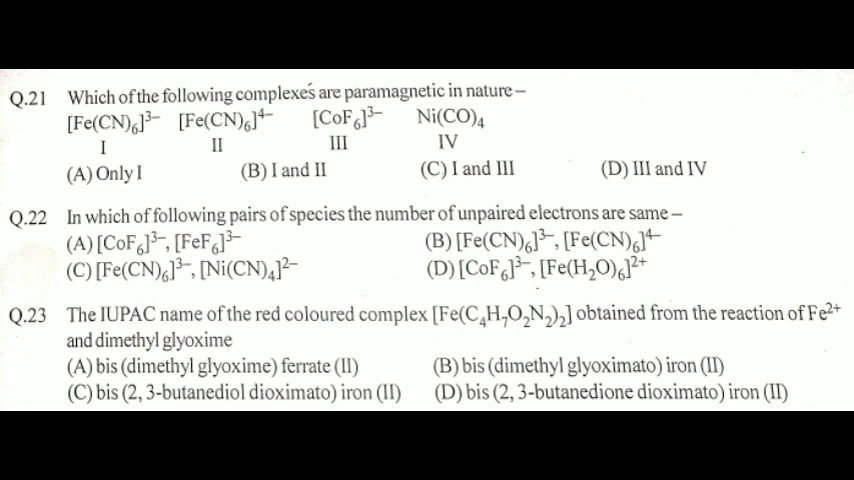 Q.21 Which of the following complexes are paramagnetic in nature –
[Fe(CN)₆]³⁻ [Fe(CN)₆]⁴⁻ [CoF₆]³⁻ Ni(CO)₄
I II III IV
(A) Only I (B) I and II (C) I and III (D) III and IV
Q.22 In which of following pairs of species the number of unpaired electrons are same –
(A) [CoF₆]³⁻, [FeF₆]³⁻ (B) [Fe(CN)₆]³⁻, [Fe(CN)₆]⁴⁻
(C) [Fe(CN)₆]³⁻, [Ni(CN)₄]²⁻ (D) [CoF₆]³⁻, [Fe(H₂O)₆]²⁺
Q.23 The IUPAC name of the red coloured complex [Fe(C₄H₇O₂N₂)₂] obtained from the reaction of Fe²⁺
and dimethyl glyoxime
(A) bis (dimethyl glyoxime) ferrate (II) (B) bis (dimethyl glyoximato) iron (II)
(C) bis (2, 3-butanediol dioximato) iron (II) (D) bis (2, 3-butanedione dioximato) iron (II)